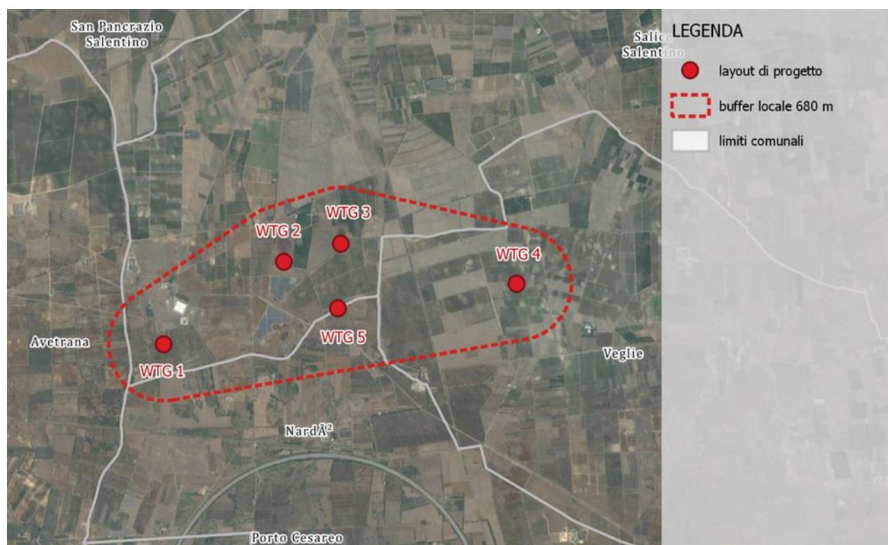 San Pancrazio
Salentino
Salice
Salentino
LEGENDA
layout di progetto
buffer locale 680 m
limiti comunali
WTG 3
WTG 2
WTG 4
WTG 5
Avetrana
WTG 1
Veglie
NardÃ²
Porto Cesareo